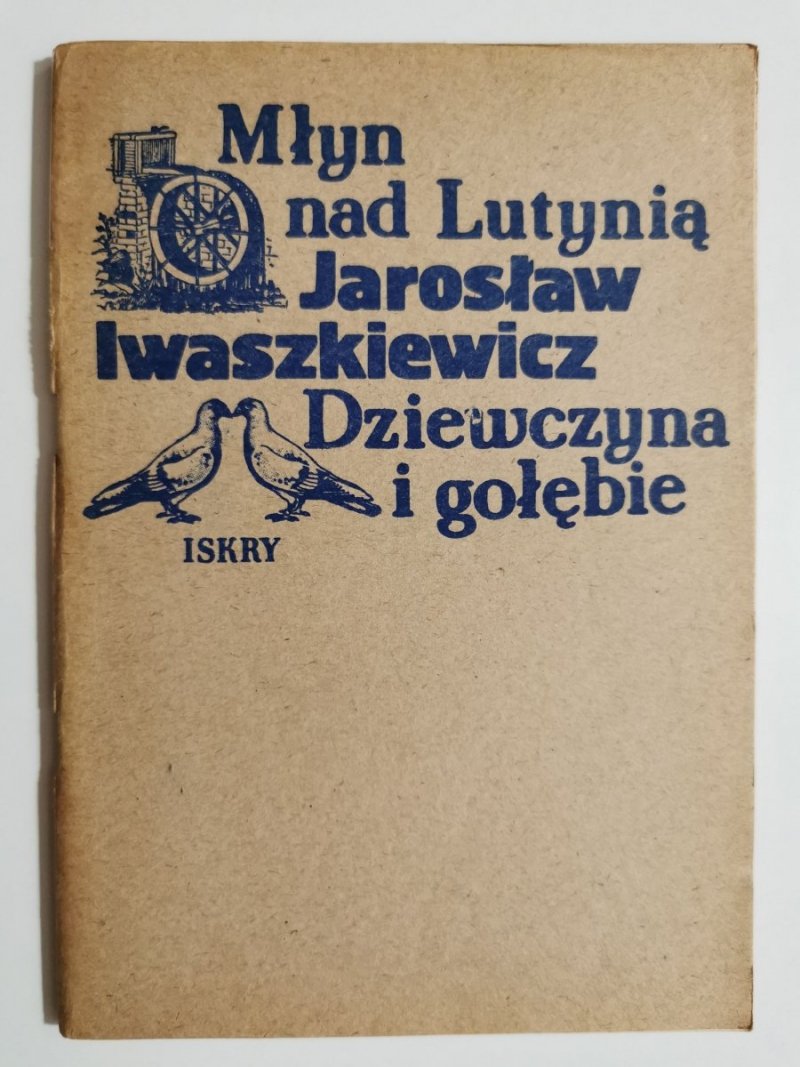 Młyn
nad Lutynią
Jarosław
Iwaszkiewicz
Dziewczyna
i gołębie
ISKRY